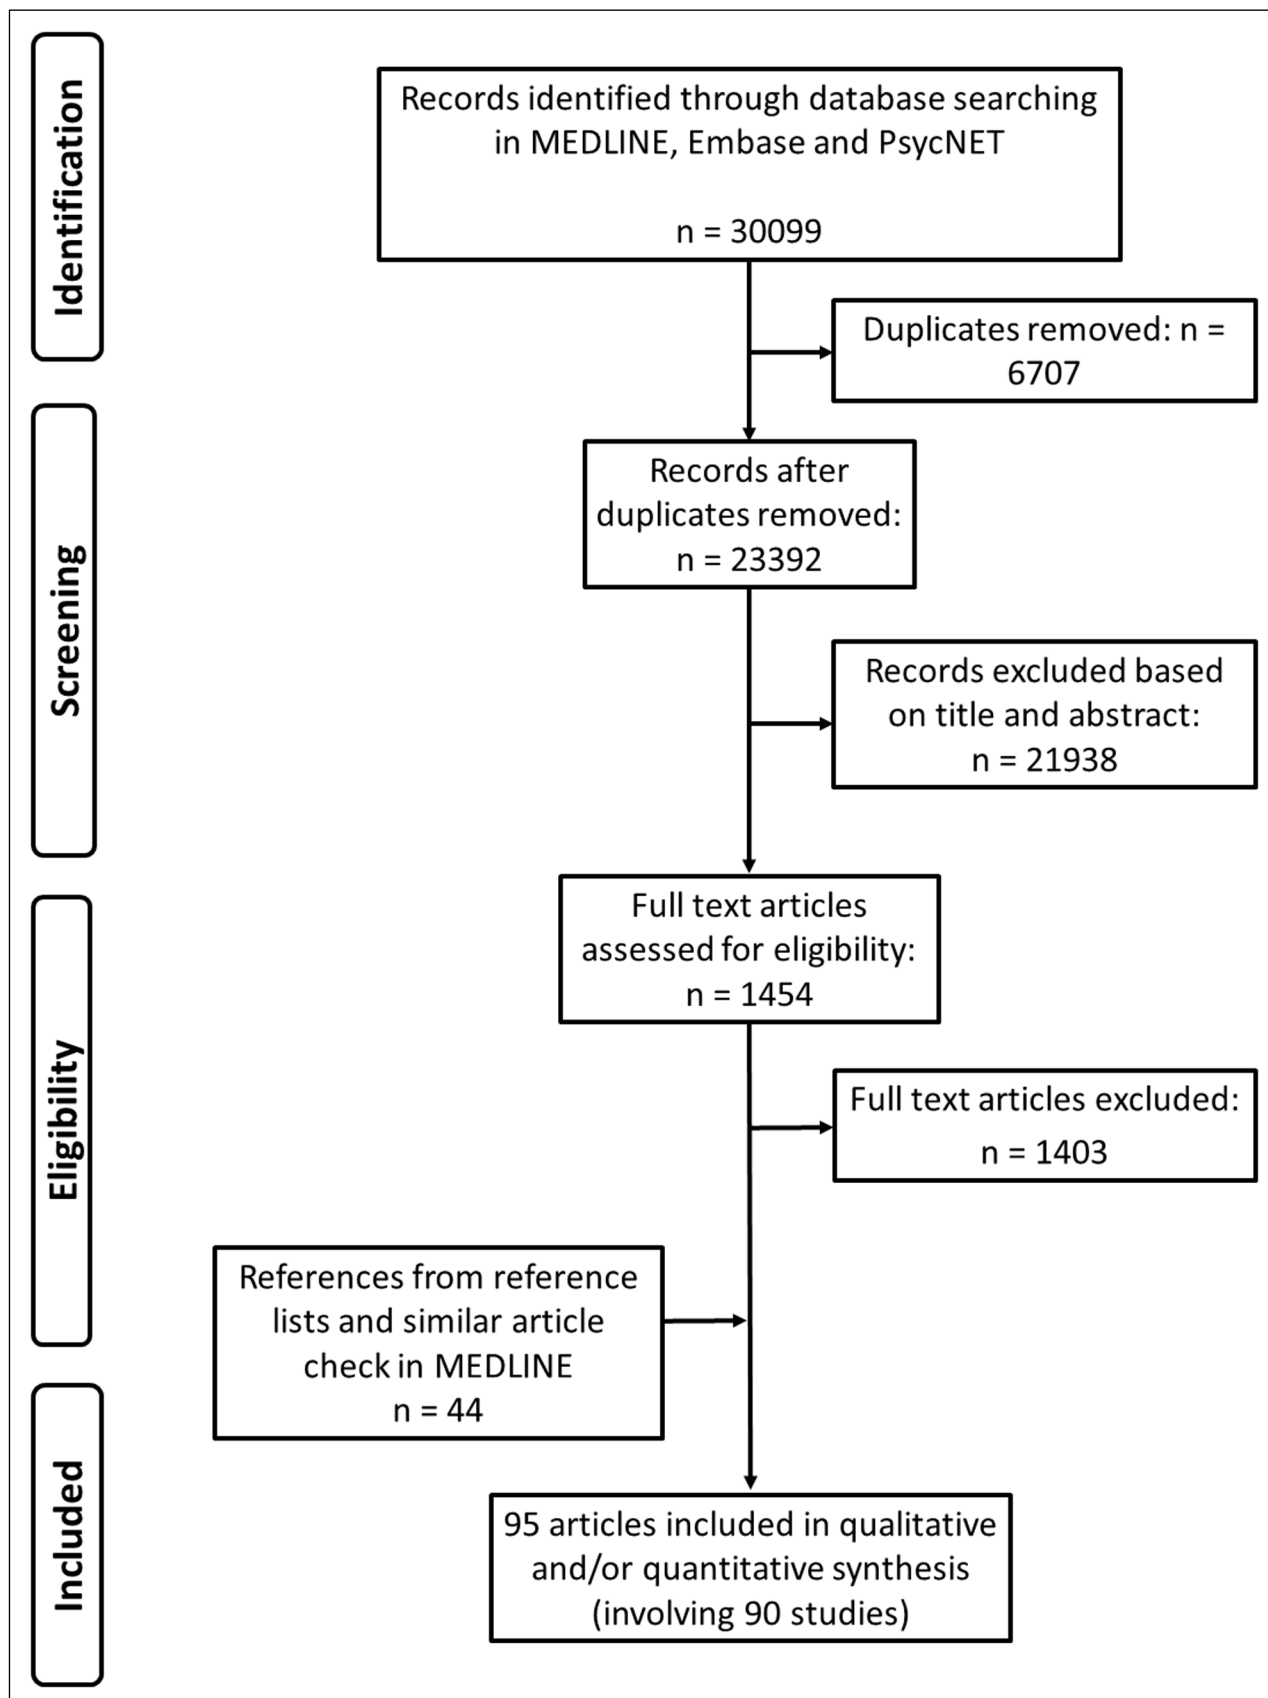 Identification
Records identified through database searching
in MEDLINE, Embase and PsycNET
n = 30099
Duplicates removed: n =
6707
Screening
Records after
duplicates removed:
n = 23392
Records excluded based
on title and abstract:
n = 21938
Eligibility
Full text articles
assessed for eligibility:
n = 1454
Full text articles excluded:
n = 1403
References from reference
lists and similar article
check in MEDLINE
n = 44
Included
95 articles included in qualitative
and/or quantitative synthesis
(involving 90 studies)